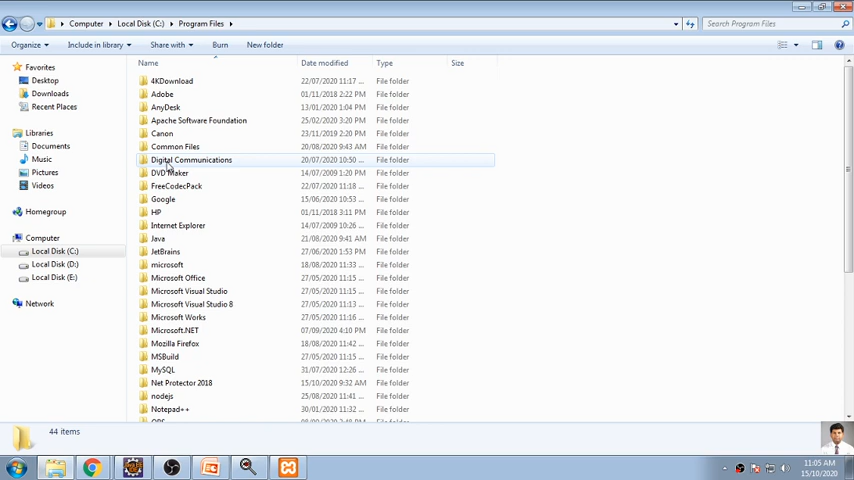 Computer ▸ Local Disk (C:) ▸ Program Files ▸
Search Program Files
Organize Include in library Share with Burn New folder
Name Date modified Type Size
Favorites
Desktop
Downloads
Recent Places
Libraries
Documents
Music
Pictures
Videos
Homegroup
Computer
Local Disk (C:)
Local Disk (D:)
Local Disk (E:)
Network
4KDownload 22/07/2020 11:17 ... File folder
Adobe 01/11/2018 2:22 PM File folder
AnyDesk 13/01/2020 1:04 PM File folder
Apache Software Foundation 25/02/2020 3:20 PM File folder
Canon 23/11/2019 2:20 PM File folder
Common Files 20/08/2020 9:43 AM File folder
Digital Communications 20/07/2020 10:50 ... File folder
DVD Maker 14/07/2009 1:20 PM File folder
FreeCodecPack 22/07/2020 11:18 ... File folder
Google 15/06/2020 10:53 ... File folder
HP 01/11/2018 3:11 PM File folder
Internet Explorer 14/07/2009 10:26 ... File folder
Java 21/08/2020 9:41 AM File folder
JetBrains 27/06/2020 1:53 PM File folder
microsoft 18/08/2020 11:33 ... File folder
Microsoft Office 27/05/2020 11:15 ... File folder
Microsoft Visual Studio 27/05/2020 11:15 ... File folder
Microsoft Visual Studio 8 27/05/2020 11:13 ... File folder
Microsoft Works 27/05/2020 11:16 ... File folder
Microsoft.NET 07/09/2020 4:10 PM File folder
Mozilla Firefox 18/08/2020 11:42 ... File folder
MSBuild 27/05/2020 11:15 ... File folder
MySQL 31/07/2020 12:26 ... File folder
Net Protector 2018 15/10/2020 9:32 AM File folder
nodejs 25/08/2020 11:41 ... File folder
Notepad++ 30/01/2020 11:32 ... File folder
44 items
11:05 AM
15/10/2020